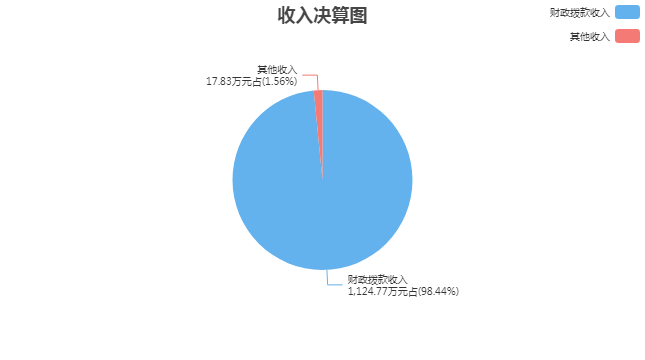 收入决算图
财政拨款收入
其他收入
其他收入
17.83万元占(1.56%)
财政拨款收入
1,124.77万元占(98.44%)